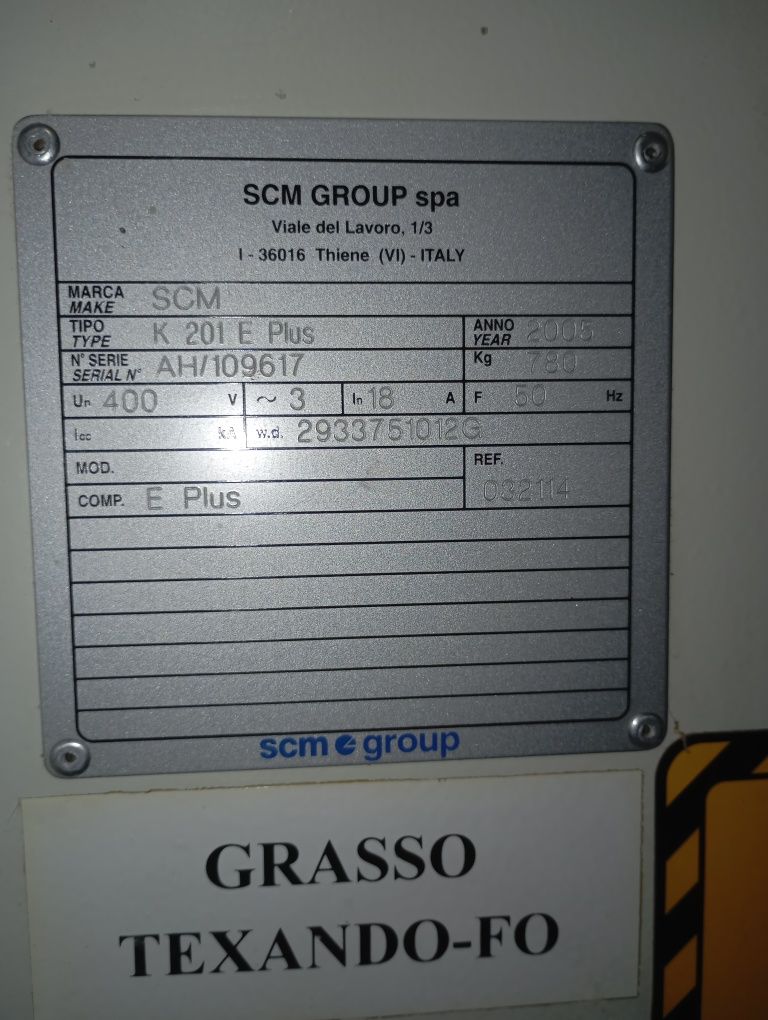 SCM GROUP spa
Viale del Lavoro, 1/3
I - 36016 Thiene (VI) - ITALY
MARCA
MAKE SCM
TIPO
TYPE K 201 E Plus ANNO
YEAR 2005
N° SERIE
SERIAL N° AH/109617 Kg 780
Un 400 V ~ 3 In 18 A F 50 Hz
Icc kA w.d. 2933751012G
MOD. REF.
COMP. E Plus 032114
scm group
GRASSO
TEXANDO-FO